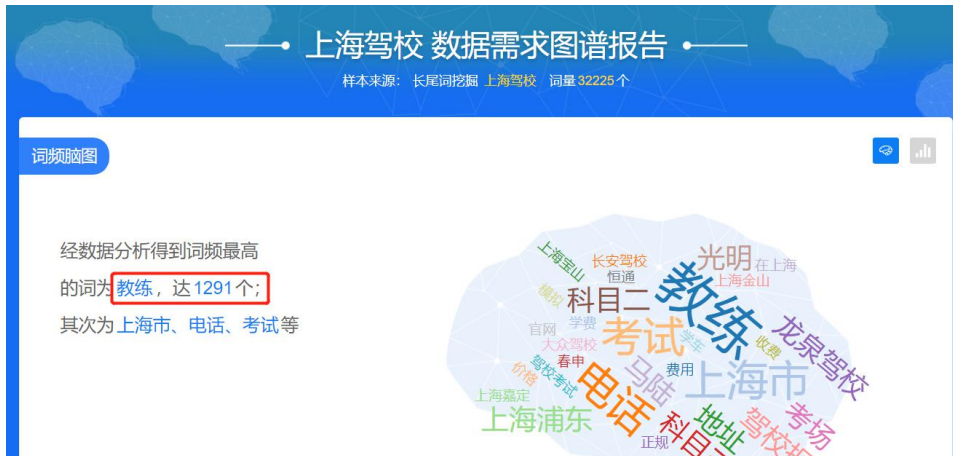 上海驾校 数据需求图谱报告
样本来源： 长尾词挖掘 上海驾校 词量32225个
词频脑图
经数据分析得到词频最高
的词为 教练，达1291个;
其次为 上海市、电话、考试等
上海宝山
长安驾校
光明
在上海
恒通
上海金山
模拟
科目二
教练
官网
学费
考试
学车
收费
龙泉驾校
大众驾校
驾校考试
春申
价格
电话
马陆
费用
上海市
上海嘉定
上海浦东
地址
考场
正规